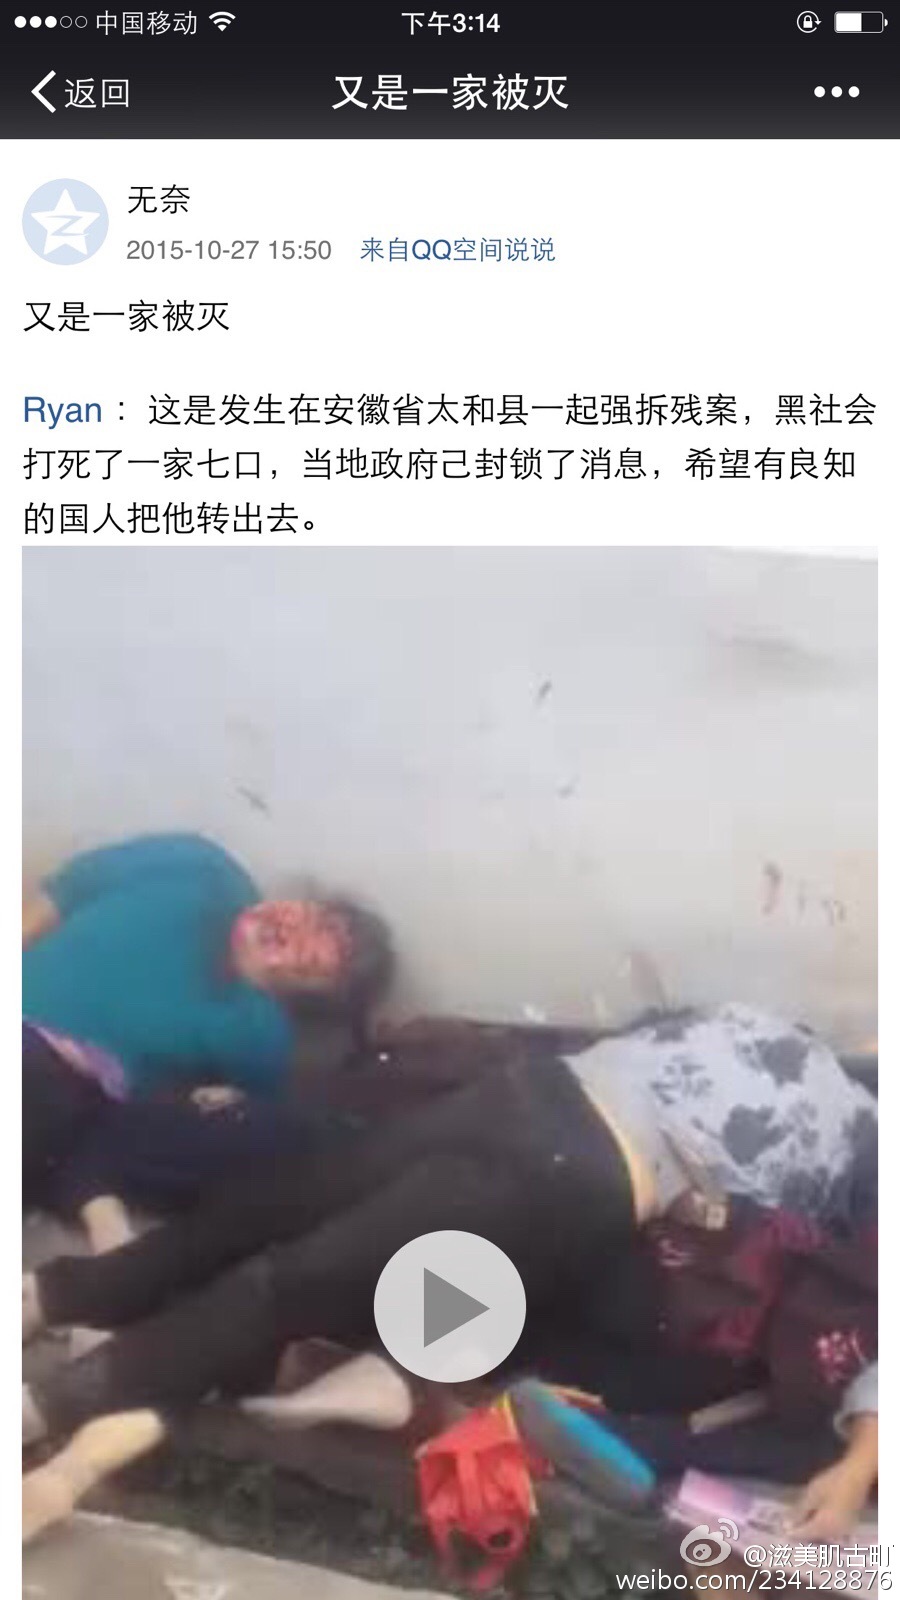 中国移动 下午3:14
返回 又是一家被灭
无奈
2015-10-27 15:50 来自QQ空间说说
又是一家被灭
Ryan： 这是发生在安徽省太和县一起强拆残案，黑社会
打死了一家七口，当地政府己封锁了消息，希望有良知
的国人把他转出去。
@滋美肌古町
weibo.com/234128876